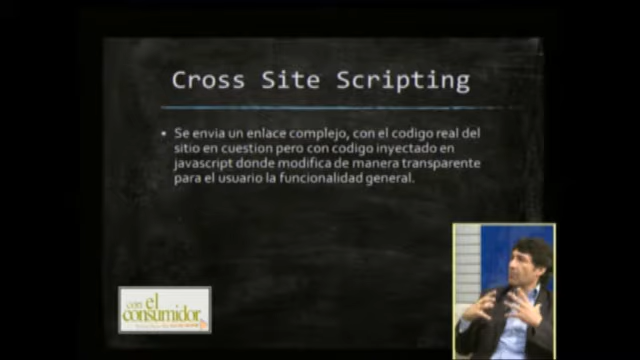 Cross Site Scripting
Se envia un enlace complejo, con el codigo real del
sitio en cuestion pero con codigo inyectado en
javascript donde modifica de manera transparente
para el usuario la funcionalidad general.
con el
consumidor